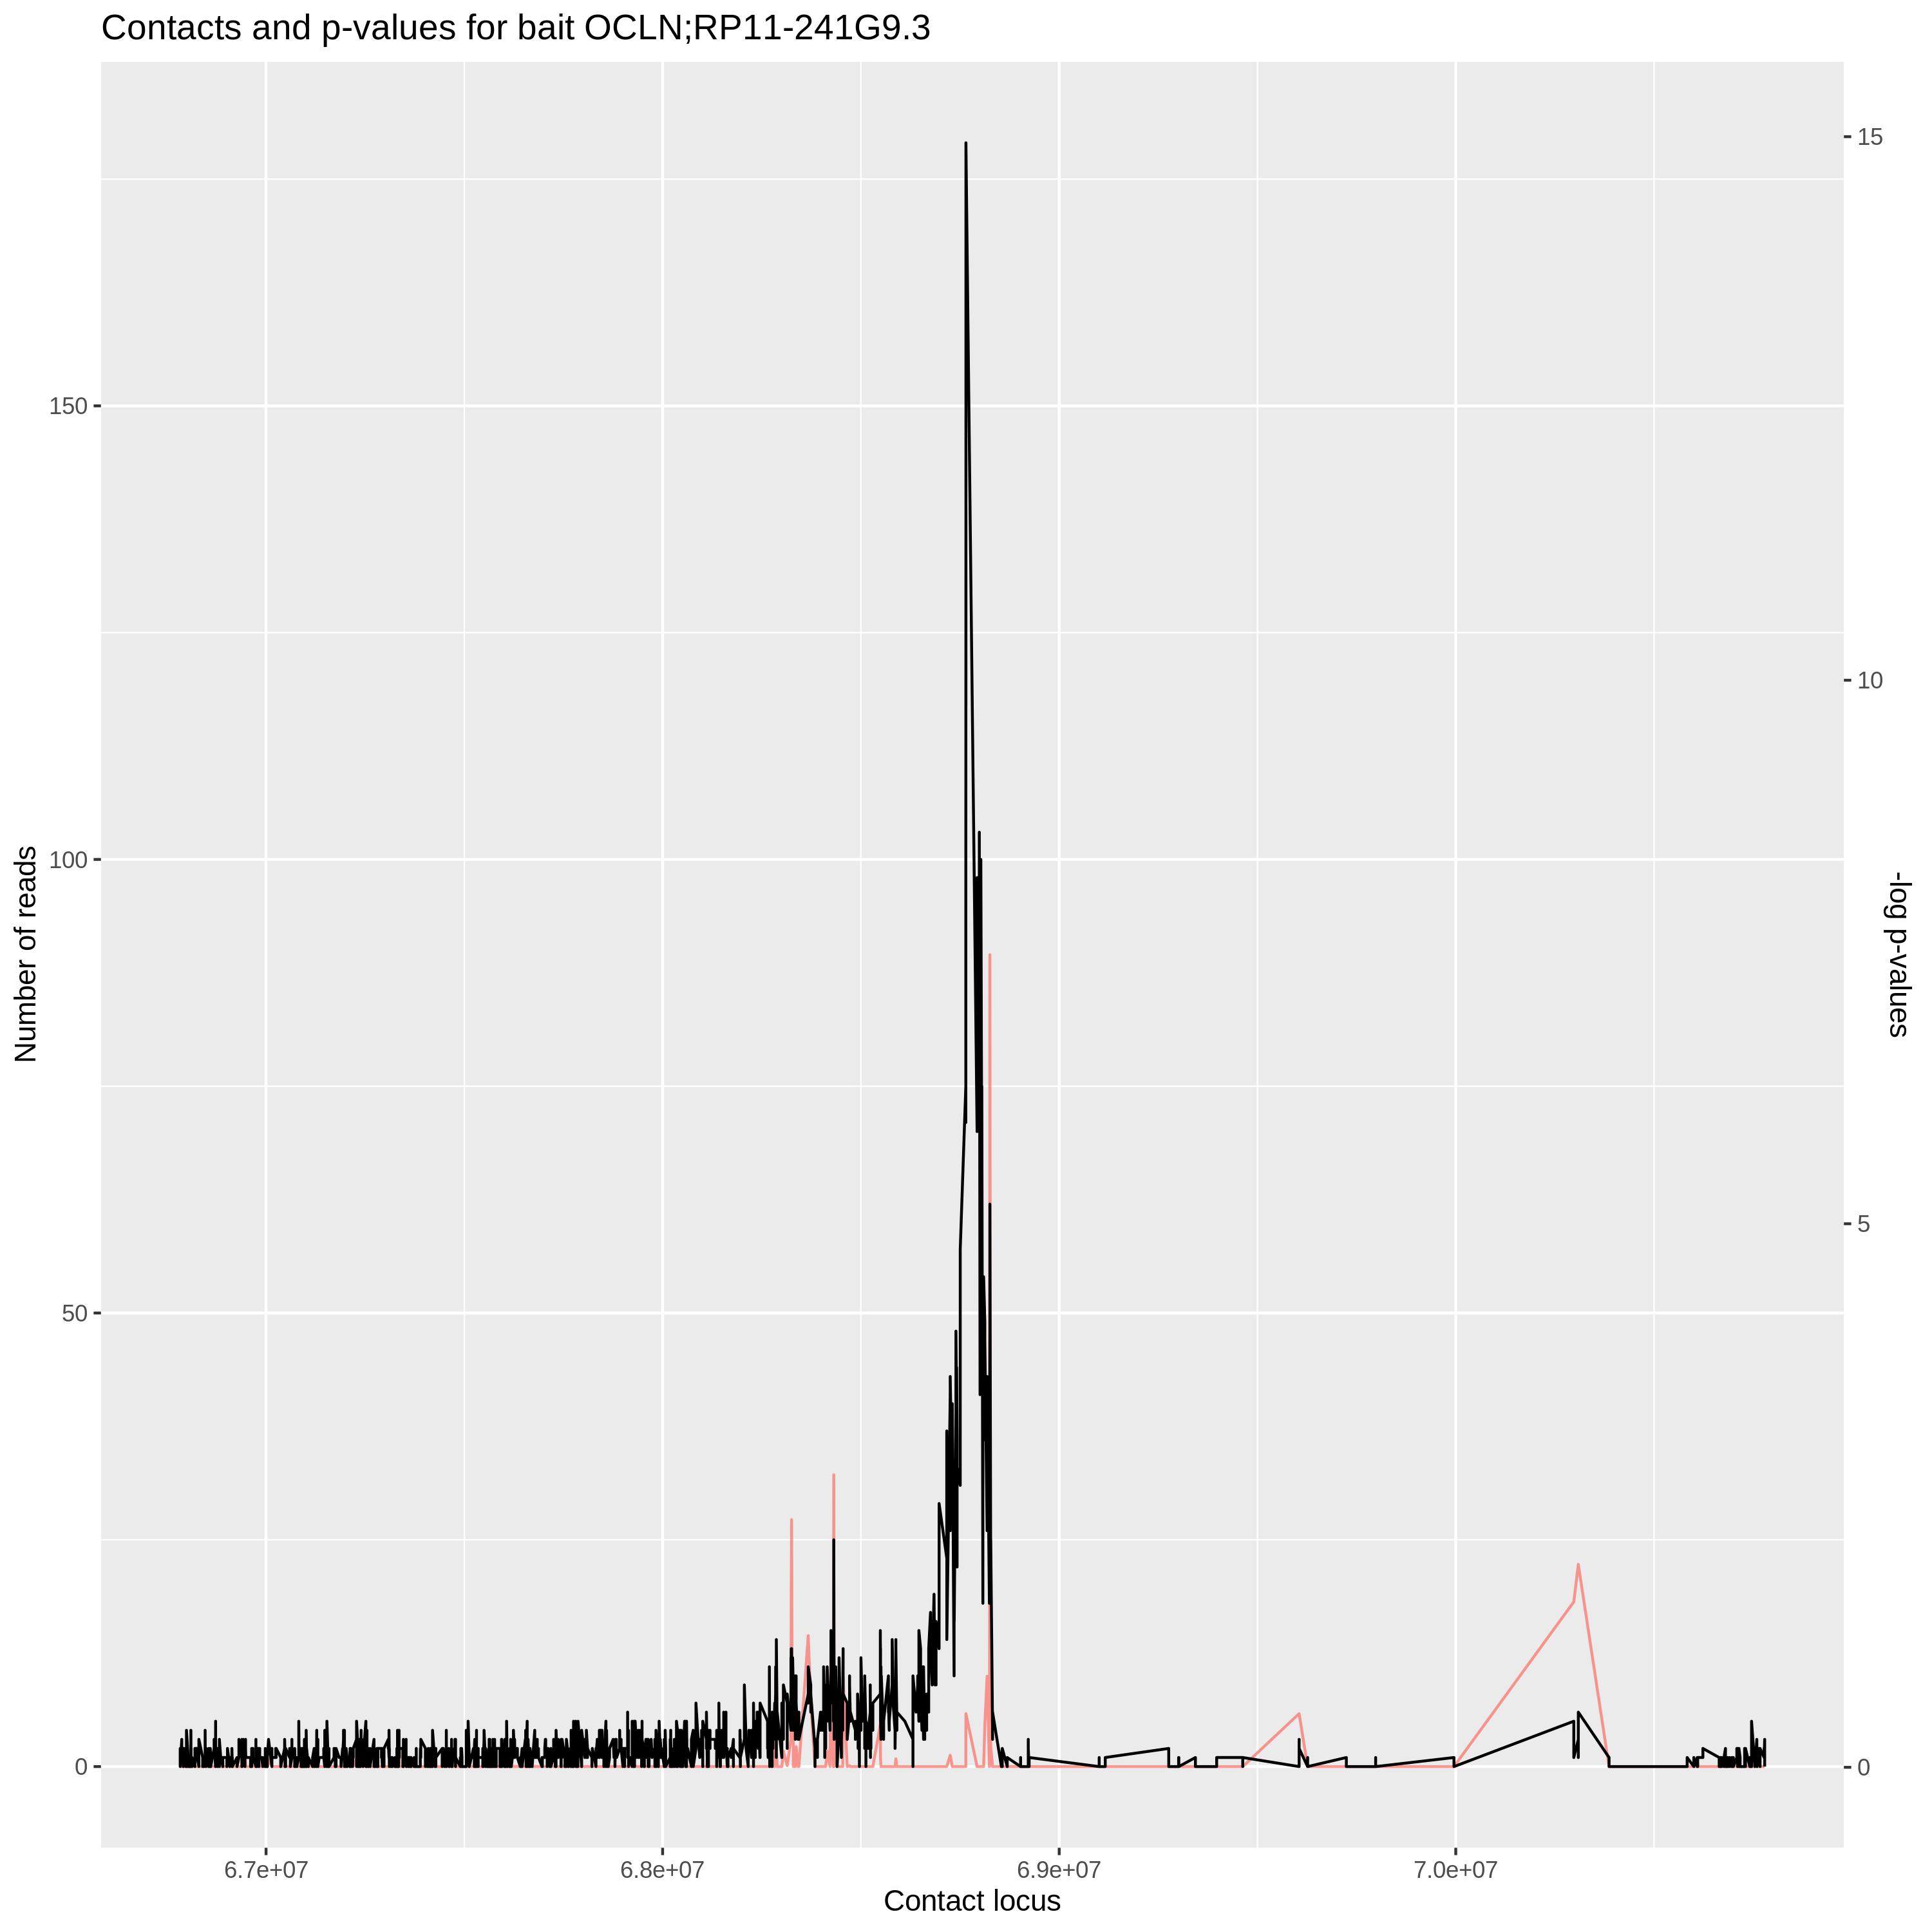 Contacts and p-values for bait OCLN;RP11-241G9.3
150
100
50
0
Number of reads
15
10
5
0
-log p-values
6.7e+07
6.8e+07
6.9e+07
7.0e+07
Contact locus